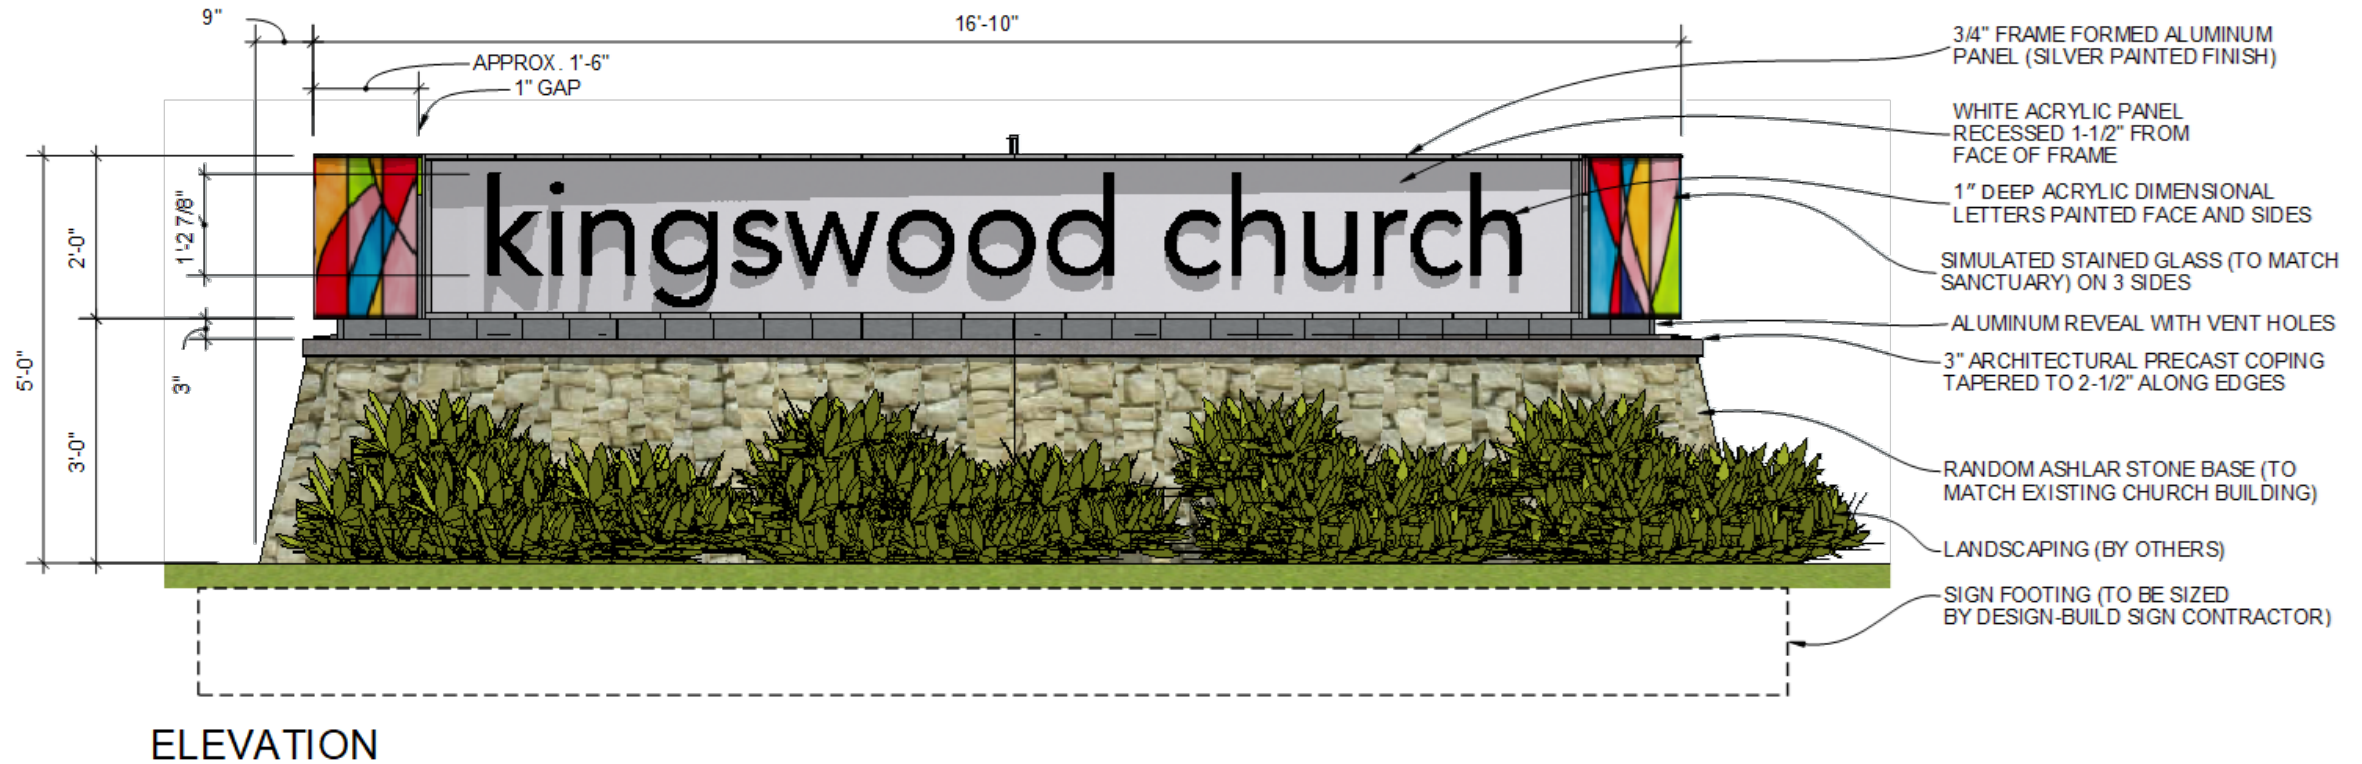 9"
16'-10"
APPROX. 1'-6"
1" GAP
3/4" FRAME FORMED ALUMINUM
PANEL (SILVER PAINTED FINISH)
WHITE ACRYLIC PANEL
RECESSED 1-1/2" FROM
FACE OF FRAME
1" DEEP ACRYLIC DIMENSIONAL
LETTERS PAINTED FACE AND SIDES
SIMULATED STAINED GLASS (TO MATCH
SANCTUARY) ON 3 SIDES
ALUMINUM REVEAL WITH VENT HOLES
3" ARCHITECTURAL PRECAST COPING
TAPERED TO 2-1/2" ALONG EDGES
RANDOM ASHLAR STONE BASE (TO
MATCH EXISTING CHURCH BUILDING)
LANDSCAPING (BY OTHERS)
SIGN FOOTING (TO BE SIZED
BY DESIGN-BUILD SIGN CONTRACTOR)
kingswood church
5'-0"
2'-0"
1'-2 7/8"
3"
3'-0"
ELEVATION